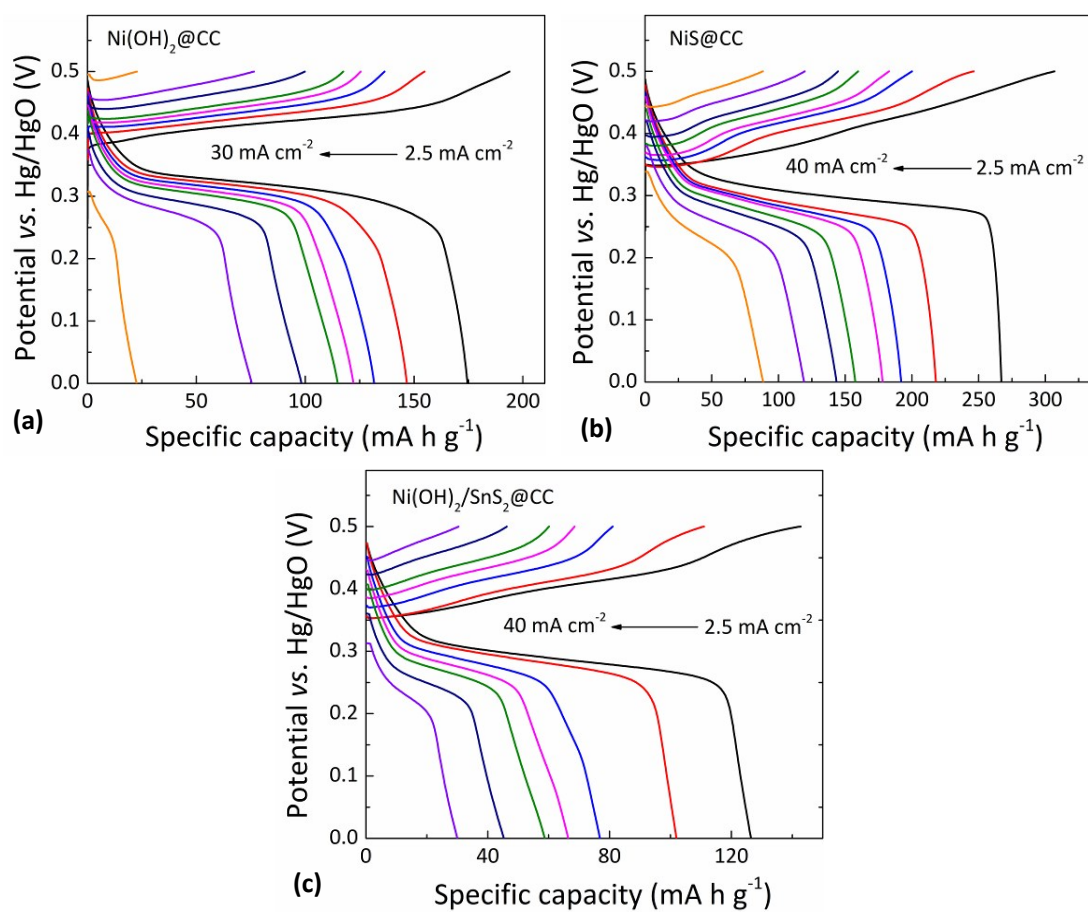 Ni(OH)₂@CC
0.5
0.4
0.3
0.2
0.1
0.0
Potential vs. Hg/HgO (V)
30 mA cm⁻²
2.5 mA cm⁻²
0 50 100 150 200
(a)
Specific capacity (mA h g⁻¹)
NiS@CC
0.5
0.4
0.3
0.2
0.1
0.0
Potential vs. Hg/HgO (V)
40 mA cm⁻²
2.5 mA cm⁻²
0 50 100 150 200 250 300
(b)
Specific capacity (mA h g⁻¹)
Ni(OH)₂/SnS₂@CC
0.5
0.4
0.3
0.2
0.1
0.0
Potential vs. Hg/HgO (V)
40 mA cm⁻²
2.5 mA cm⁻²
0 40 80 120
(c)
Specific capacity (mA h g⁻¹)